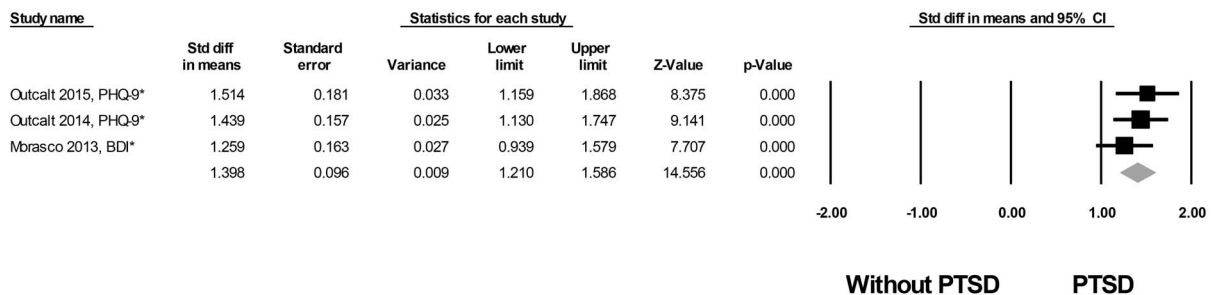 Study name Statistics for each study Std diff in means and 95% CI
Std diff in means Standard error Variance Lower limit Upper limit Z-Value p-Value
Outcalt 2015, PHQ-9* 1.514 0.181 0.033 1.159 1.868 8.375 0.000
Outcalt 2014, PHQ-9* 1.439 0.157 0.025 1.130 1.747 9.141 0.000
Morasco 2013, BDI* 1.259 0.163 0.027 0.939 1.579 7.707 0.000
1.398 0.096 0.009 1.210 1.586 14.556 0.000
-2.00 -1.00 0.00 1.00 2.00
Without PTSD PTSD